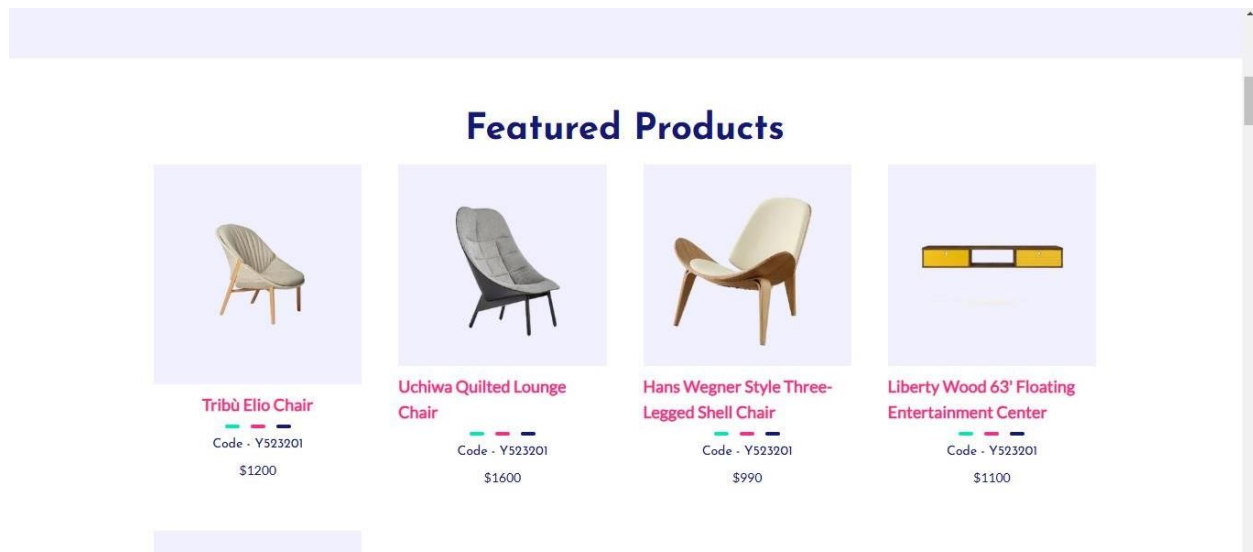 Featured Products
Tribù Elio Chair
Code - Y523201
$1200
Uchiwa Quilted Lounge
Chair
Code - Y523201
$1600
Hans Wegner Style Three-
Legged Shell Chair
Code - Y523201
$990
Liberty Wood 63' Floating
Entertainment Center
Code - Y523201
$1100